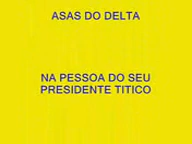 ASAS DO DELTA
NA PESSOA DO SEU
PRESIDENTE TITICO